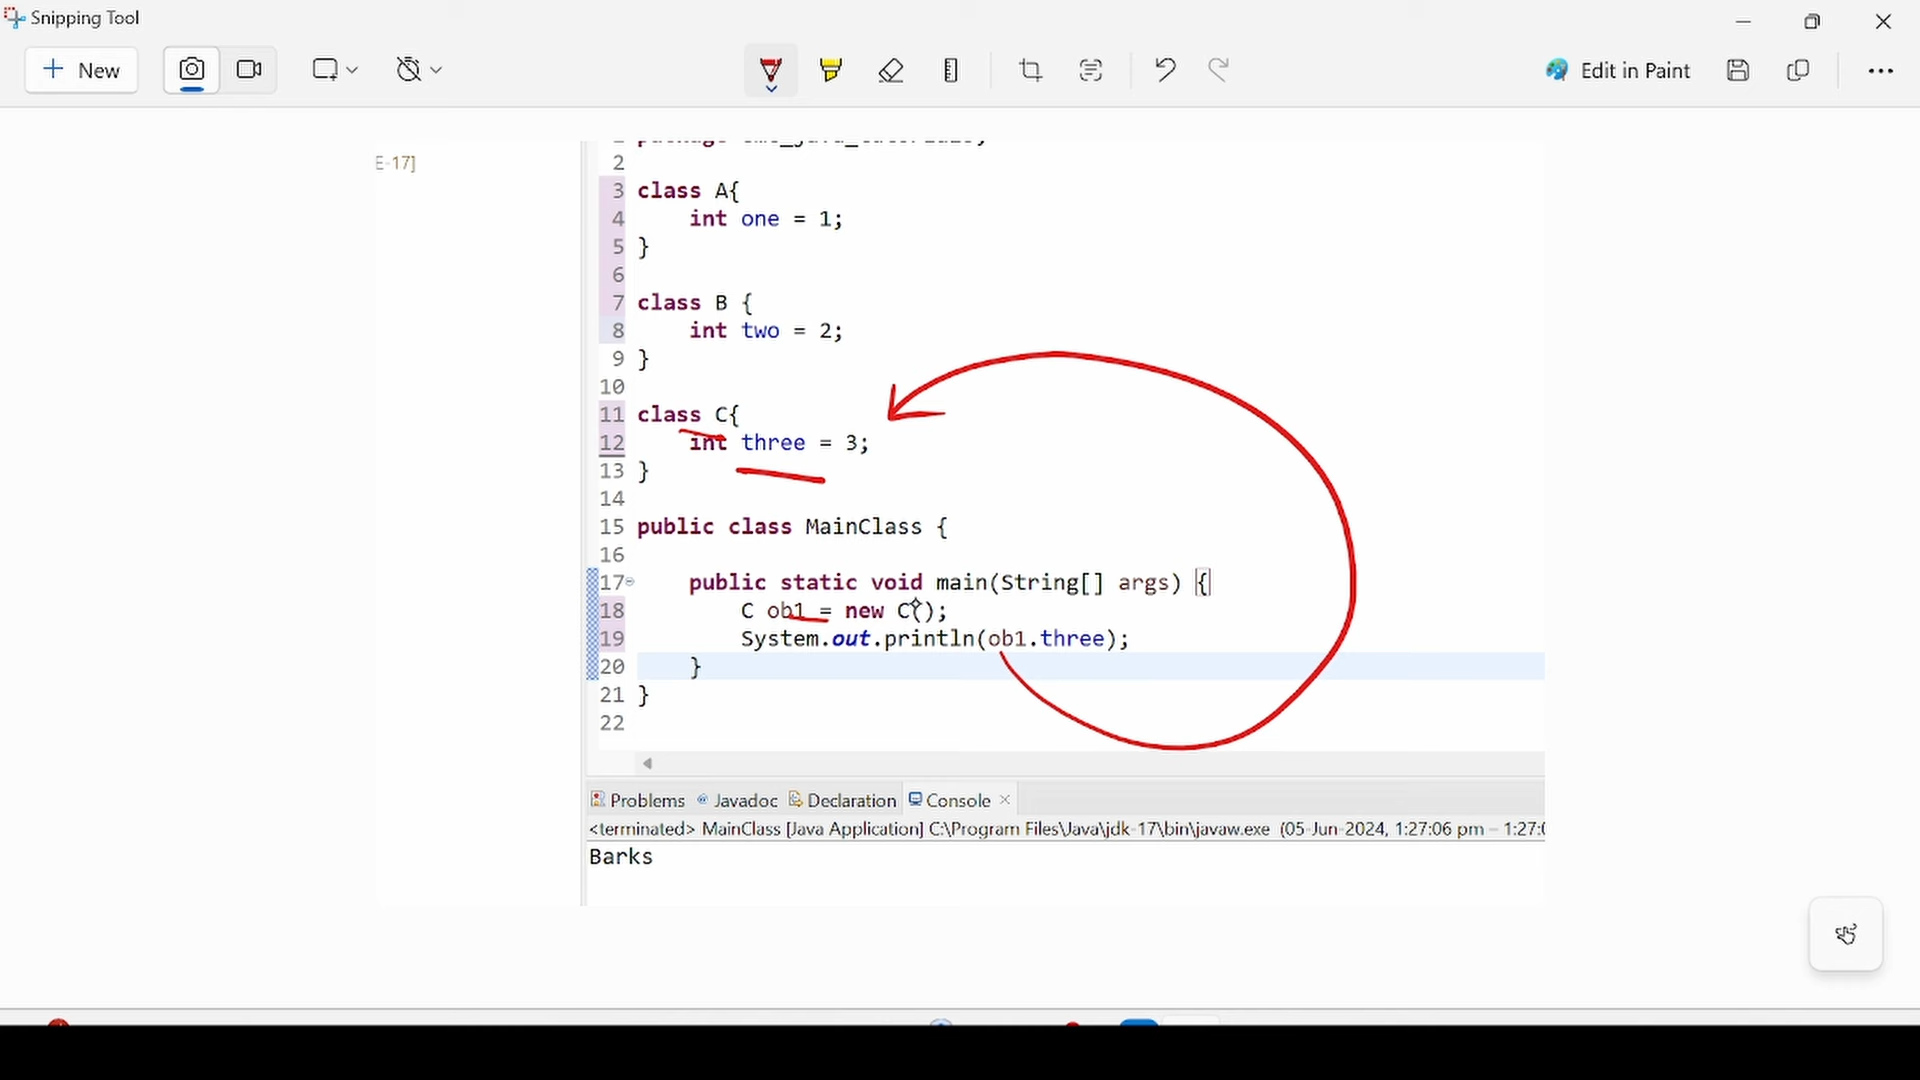 Snipping Tool
New
Edit in Paint
E-17]
2
3 class A{
4 int one = 1;
5 }
6
7 class B {
8 int two = 2;
9 }
10
11 class C{
12 int three = 3;
13 }
14
15 public class MainClass {
16
17 public static void main(String[] args) {
18 C ob1 = new C();
19 System.out.println(ob1.three);
20 }
21 }
22
Problems Javadoc Declaration Console
<terminated> MainClass [Java Application] C:\Program Files\Java\jdk-17\bin\javaw.exe (05-Jun-2024, 1:27:06 pm – 1:27:0
Barks